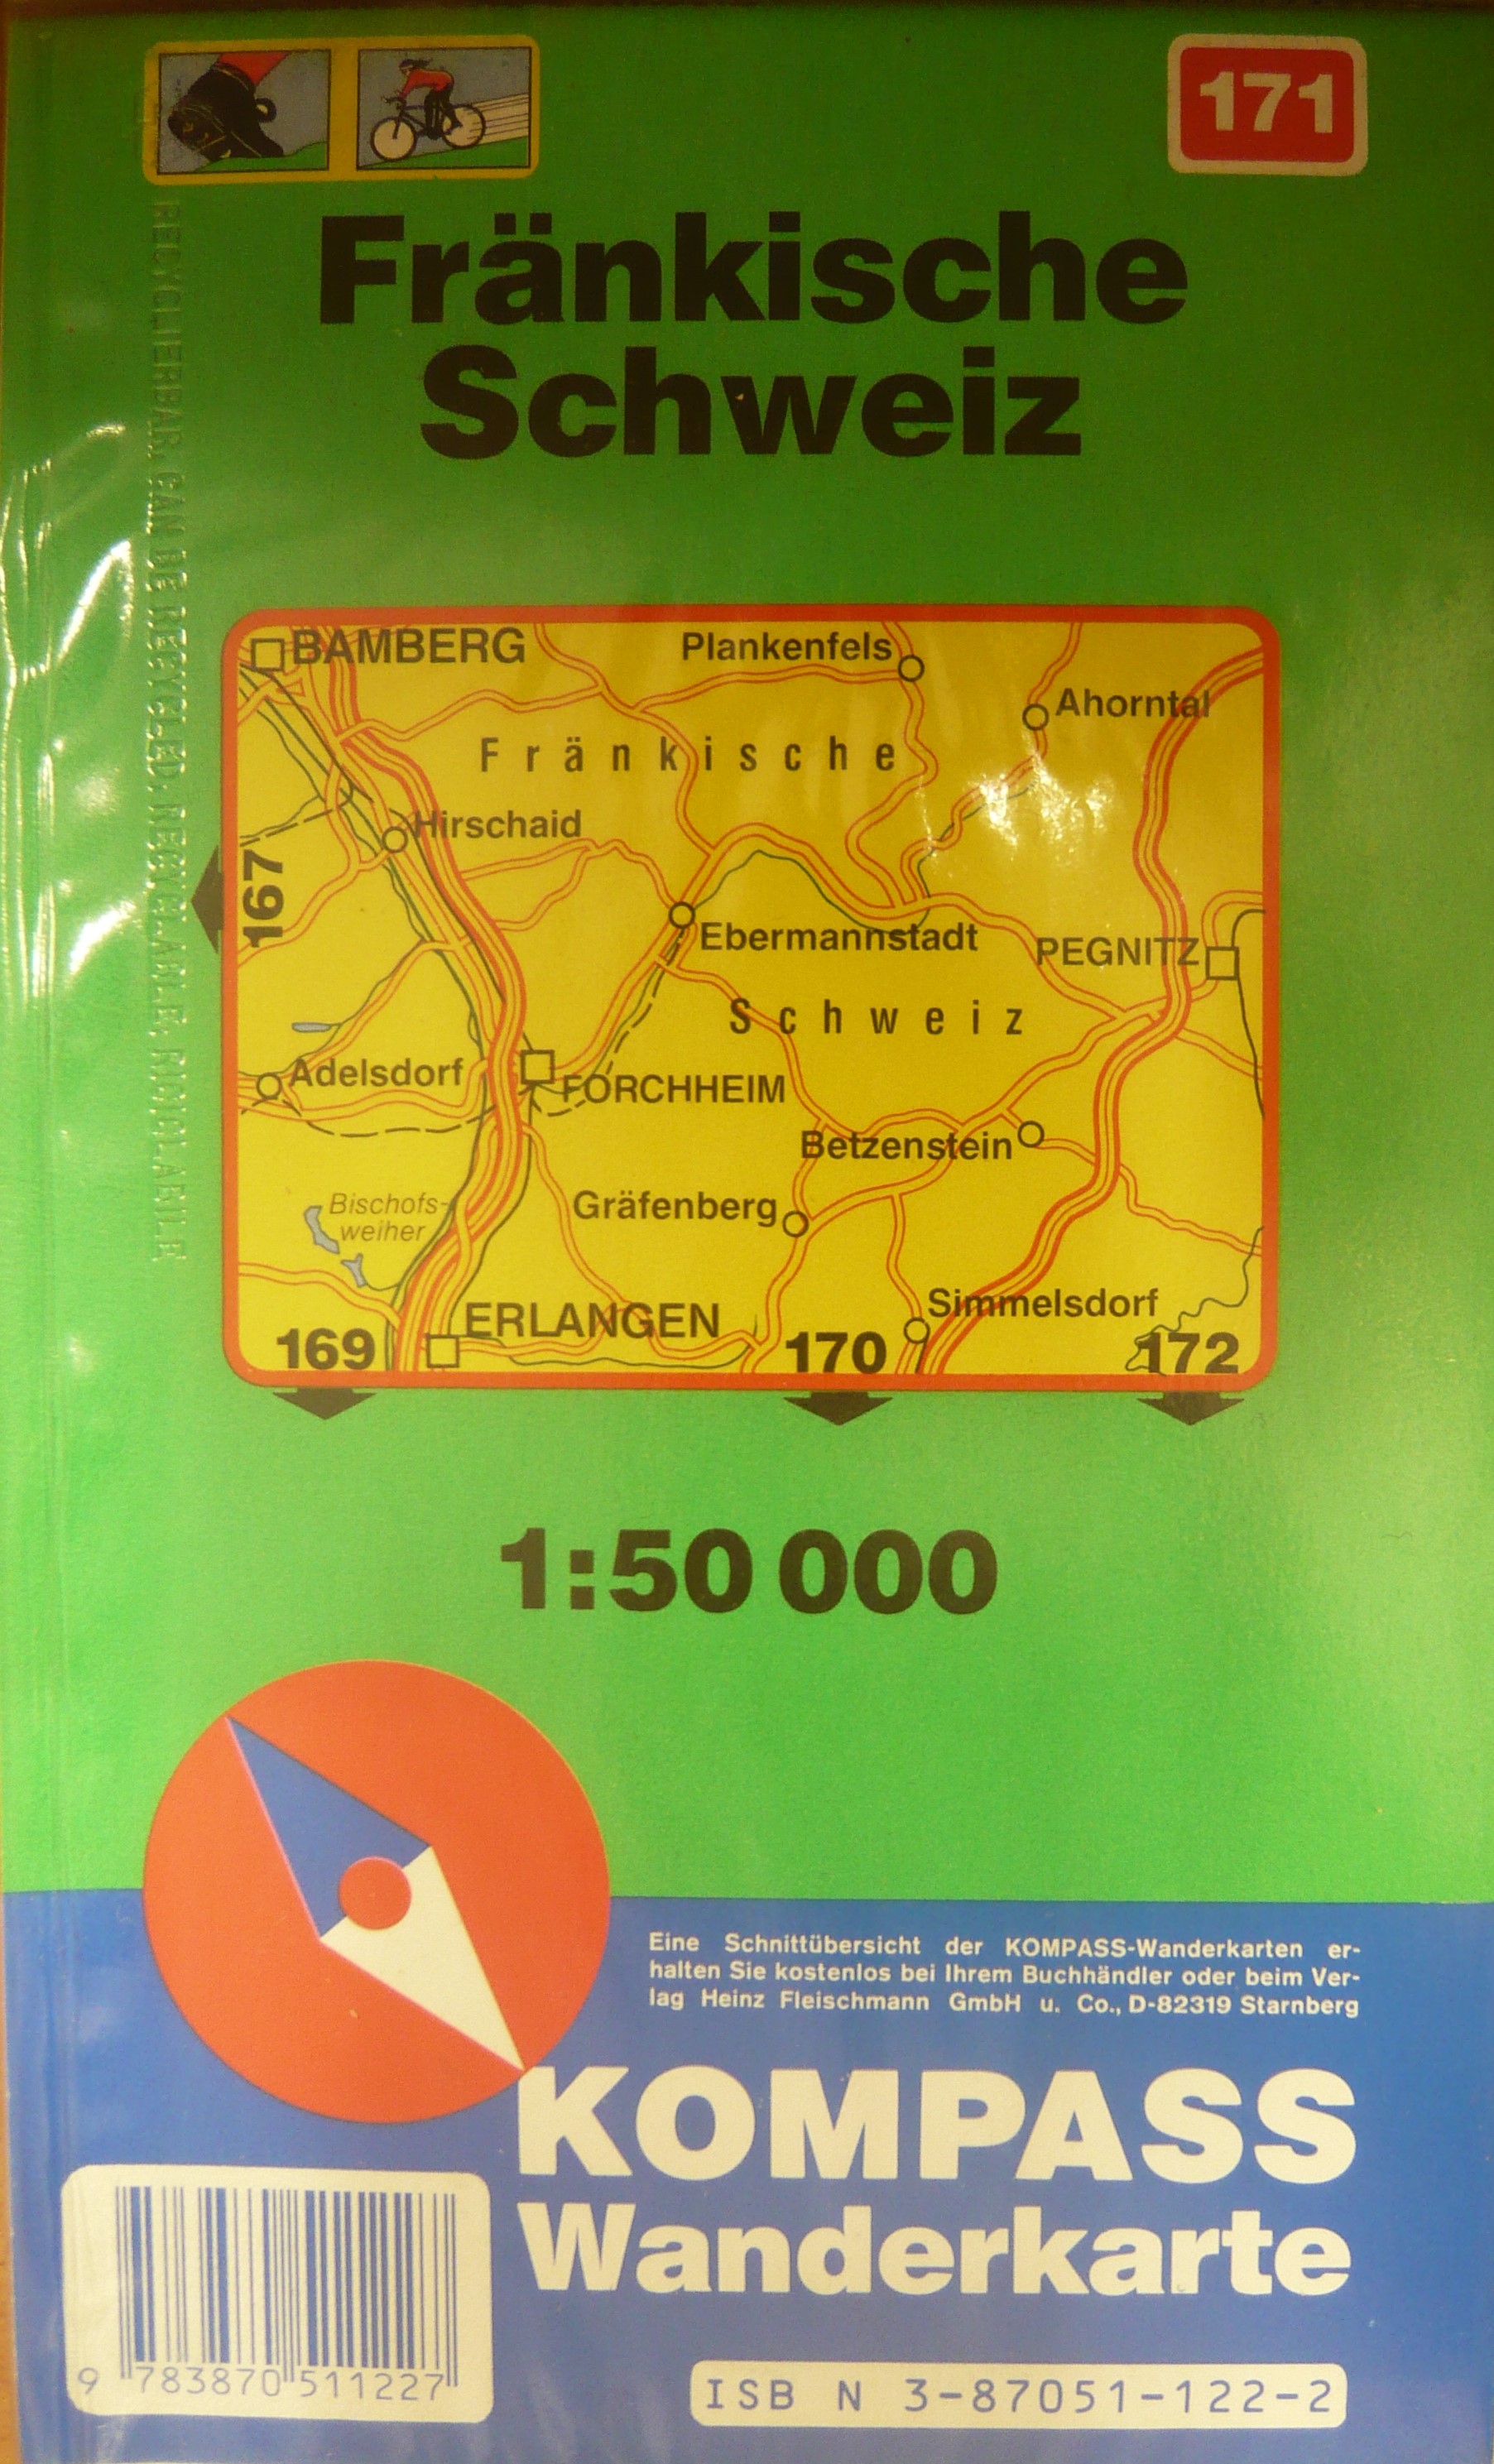 171
Fränkische
Schweiz
RECYCLIERBAR, CAN BE RECYCLED, RECYCLABLE, RICICLABILE
BAMBERG
Plankenfels
Ahorntal
Fränkische
Hirschaid
167
Ebermannstadt
PEGNITZ
Schweiz
Adelsdorf
FORCHHEIM
Betzenstein
Bischofs-
weiher
Gräfenberg
Simmelsdorf
ERLANGEN
169
170
172
1:50 000
Eine Schnittübersicht der KOMPASS-Wanderkarten er-
halten Sie kostenlos bei Ihrem Buchhändler oder beim Ver-
lag Heinz Fleischmann GmbH u. Co., D-82319 Starnberg
KOMPASS
Wanderkarte
9 783870 511227
ISBN 3-87051-122-2